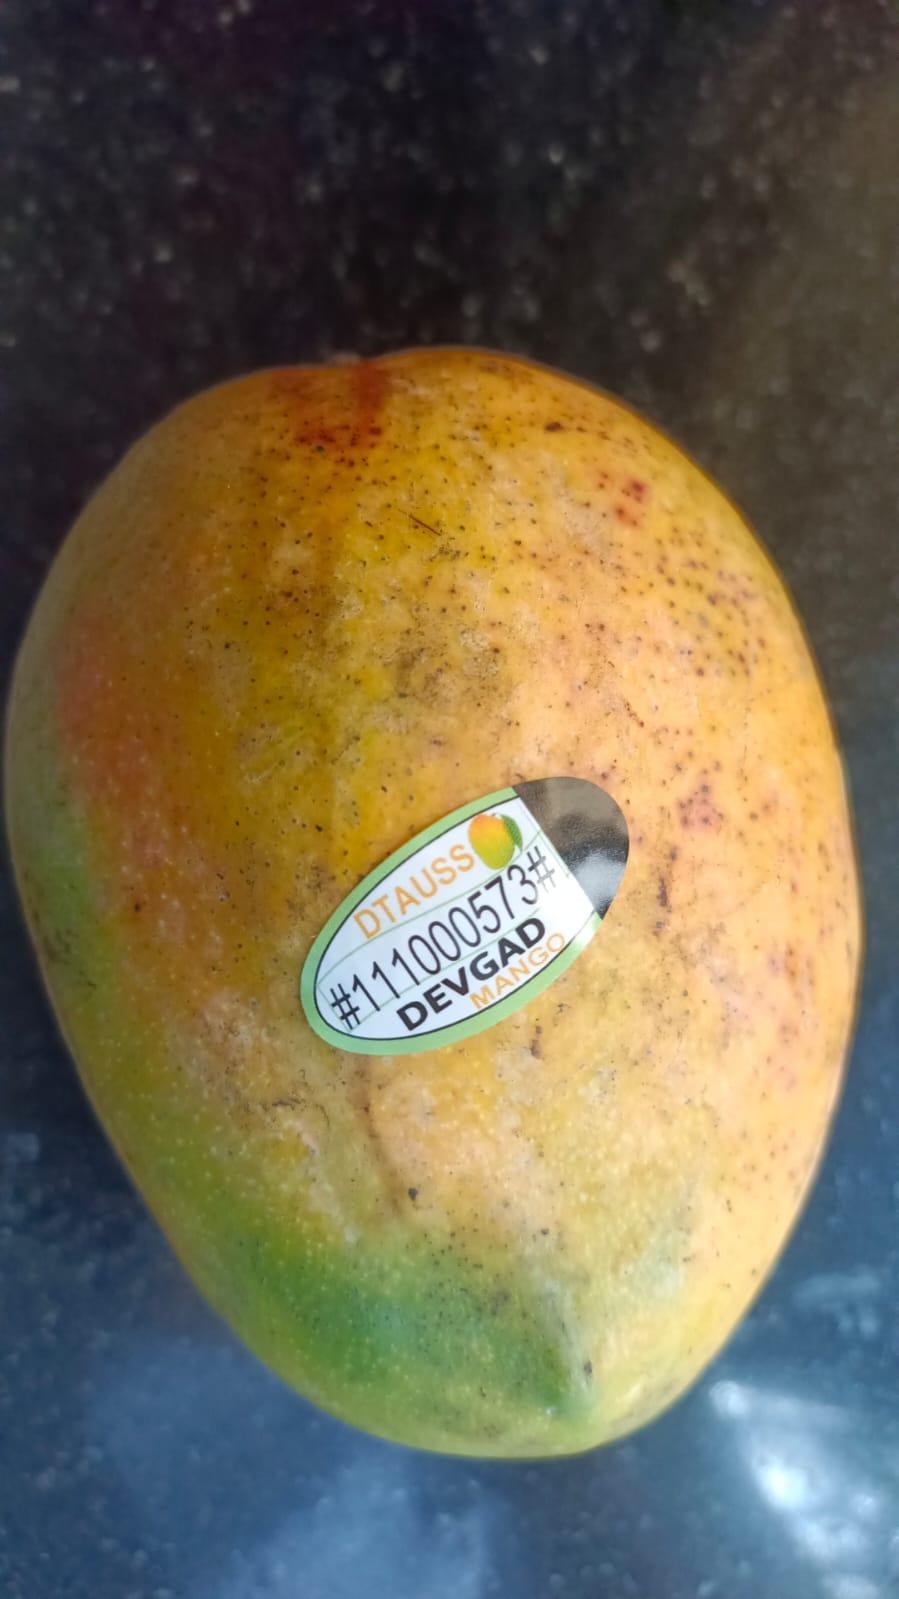 DTAUSS
#111000573#
DEVGAD
MANGO